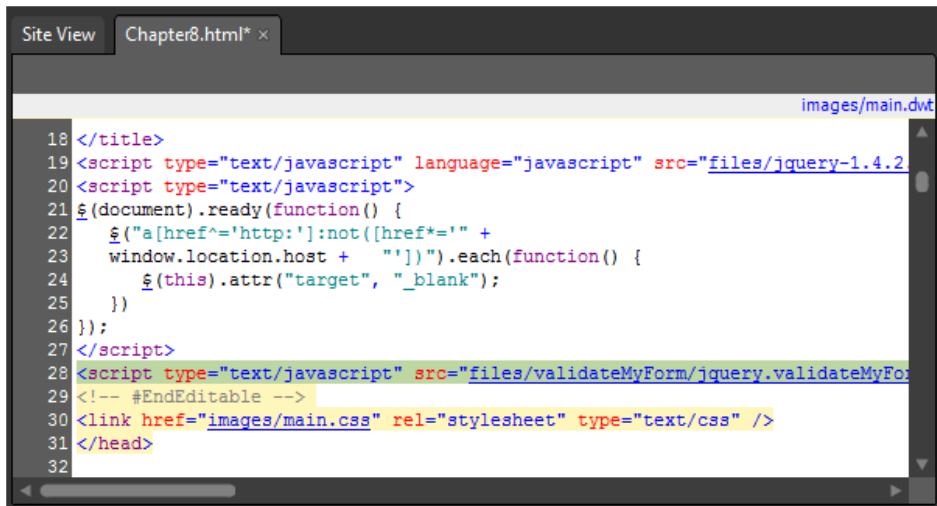 Site View Chapter8.html* ×
images/main.dwt
18 </title>
19 <script type="text/javascript" language="javascript" src="files/jquery-1.4.2.
20 <script type="text/javascript">
21 $(document).ready(function() {
22    $("a[href^='http:']:not([href*='" +
23    window.location.host +   "'])").each(function() {
24       $(this).attr("target", "_blank");
25    })
26 });
27 </script>
28 <script type="text/javascript" src="files/validateMyForm/jquery.validateMyFor
29 <!-- #EndEditable -->
30 <link href="images/main.css" rel="stylesheet" type="text/css" />
31 </head>
32